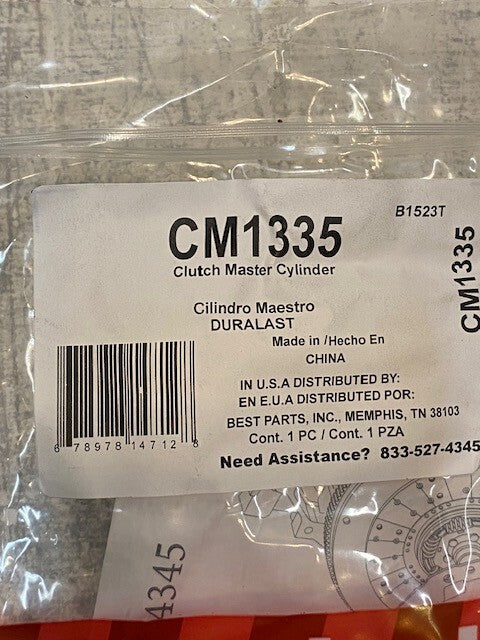 B1523T
CM1335
Clutch Master Cylinder
CM1335
Cilindro Maestro
DURALAST
Made in /Hecho En
CHINA
IN U.S.A DISTRIBUTED BY:
EN E.U.A DISTRIBUTED POR:
BEST PARTS, INC., MEMPHIS, TN 38103
Cont. 1 PC / Cont. 1 PZA
Need Assistance? 833-527-4345
6 78978 14712 8
4345